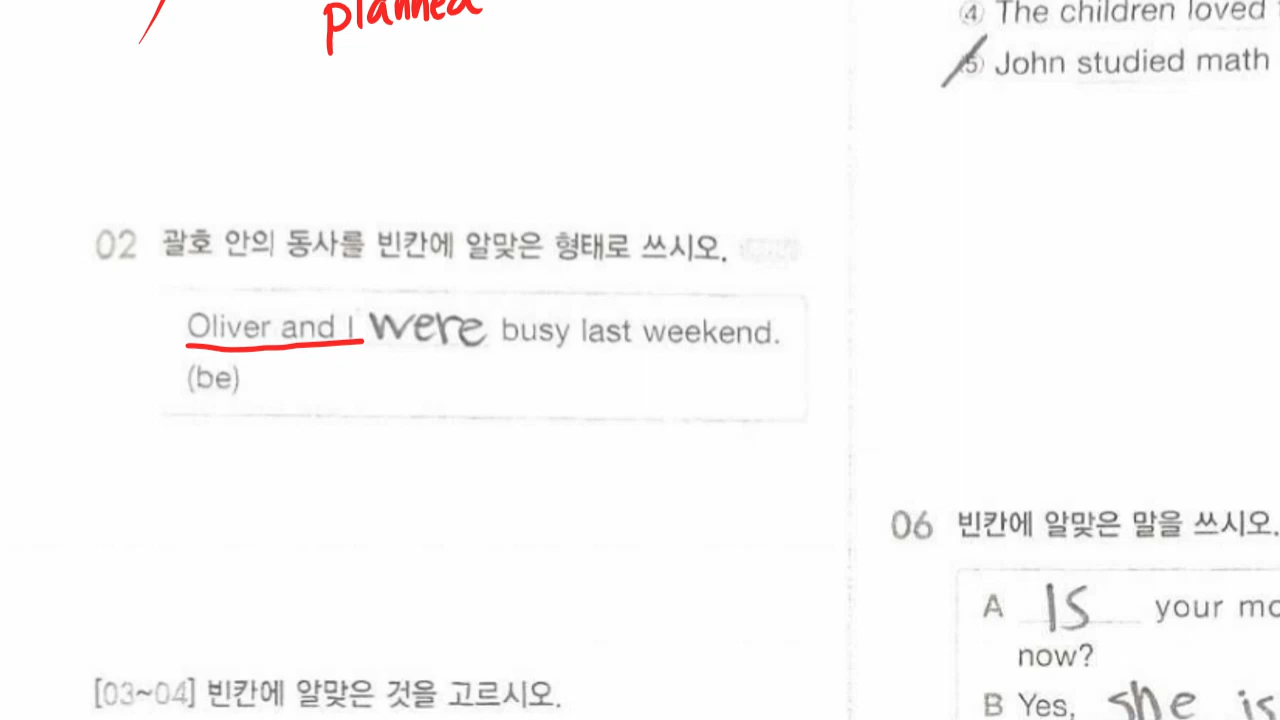 planned
02 괄호 안의 동사를 빈칸에 알맞은 형태로 쓰시오.
Oliver and I were busy last weekend.
(be)
[03~04] 빈칸에 알맞은 것을 고르시오.
④ The children loved
⑤ John studied math
06 빈칸에 알맞은 말을 쓰시오.
A Is your mo
now?
B Yes, she is